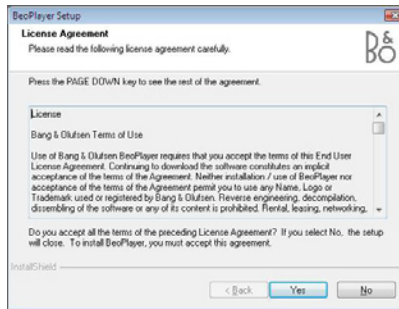 BeoPlayer Setup
License Agreement
Please read the following license agreement carefully.
B&O
Press the PAGE DOWN key to see the rest of the agreement.
License
Bang & Olufsen Terms of Use
Use of Bang & Olufsen BeoPlayer requires that you accept the terms of this End User
License Agreement. Continuing to download the software constitutes an implicit
acceptance of the terms of the Agreement. Neither installation / use of BeoPlayer nor
acceptance of the terms of the Agreement permit you to use any Name, Logo or
Trademark used or registered by Bang & Olufsen. Reverse engineering, decompilation,
dissembling of the software or any of its content is prohibited. Rental, leasing, networking,
Do you accept all the terms of the preceding License Agreement? If you select No, the setup
will close. To install BeoPlayer, you must accept this agreement.
InstallShield
< Back
Yes
No